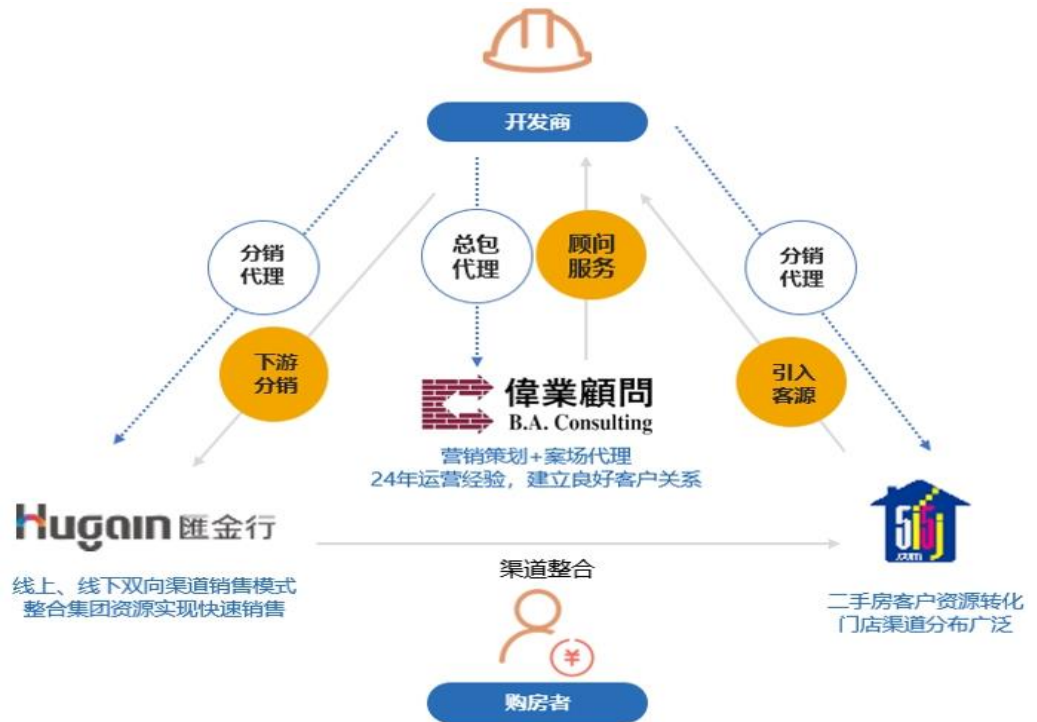 开发商
分销
代理
总包
代理
顾问
服务
分销
代理
下游
分销
引入
客源
偉業顧問
B.A. Consulting
营销策划+案场代理
24年运营经验，建立良好客户关系
Hugain 匯金行
5i5j
.com
渠道整合
线上、线下双向渠道销售模式
整合集团资源实现快速销售
二手房客户资源转化
门店渠道分布广泛
¥
购房者